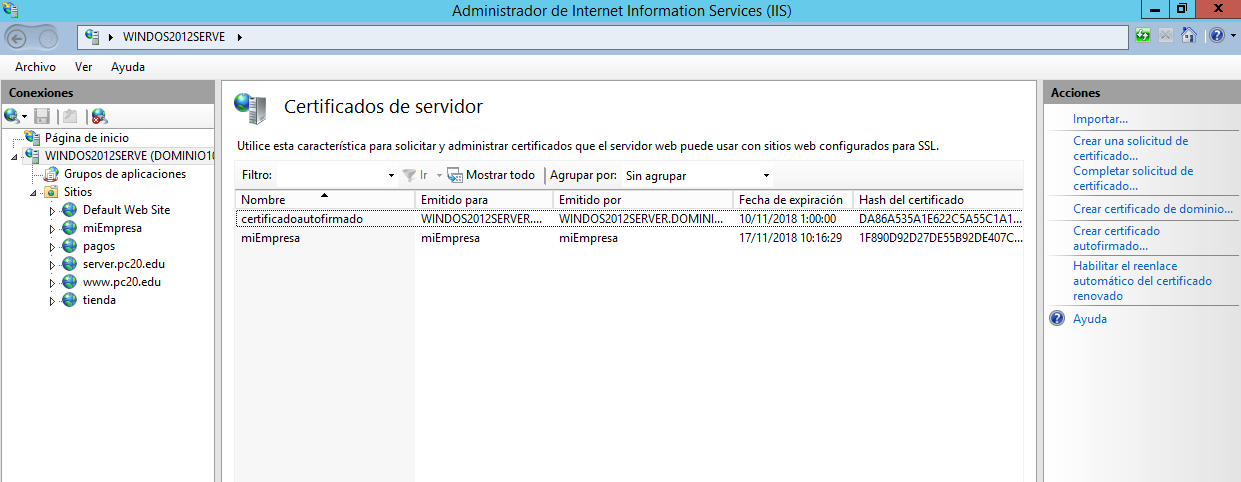 Administrador de Internet Information Services (IIS)
WINDOS2012SERVE
Archivo Ver Ayuda
Conexiones
Página de inicio
WINDOS2012SERVE (DOMINIO10
Grupos de aplicaciones
Sitios
Default Web Site
miEmpresa
pagos
server.pc20.edu
www.pc20.edu
tienda
Certificados de servidor
Utilice esta característica para solicitar y administrar certificados que el servidor web puede usar con sitios web configurados para SSL.
Filtro: Ir Mostrar todo Agrupar por: Sin agrupar
Nombre Emitido para Emitido por Fecha de expiración Hash del certificado
certificadoautofirmado WINDOS2012SERVER.... WINDOS2012SERVER.DOMINI... 10/11/2018 1:00:00 DA86A535A1E622C5A55C1A1...
miEmpresa miEmpresa miEmpresa 17/11/2018 10:16:29 1F890D92D27DE55B92DE407C...
Acciones
Importar...
Crear una solicitud de
certificado...
Completar solicitud de
certificado...
Crear certificado de dominio...
Crear certificado
autofirmado...
Habilitar el reenlace
automático del certificado
renovado
Ayuda